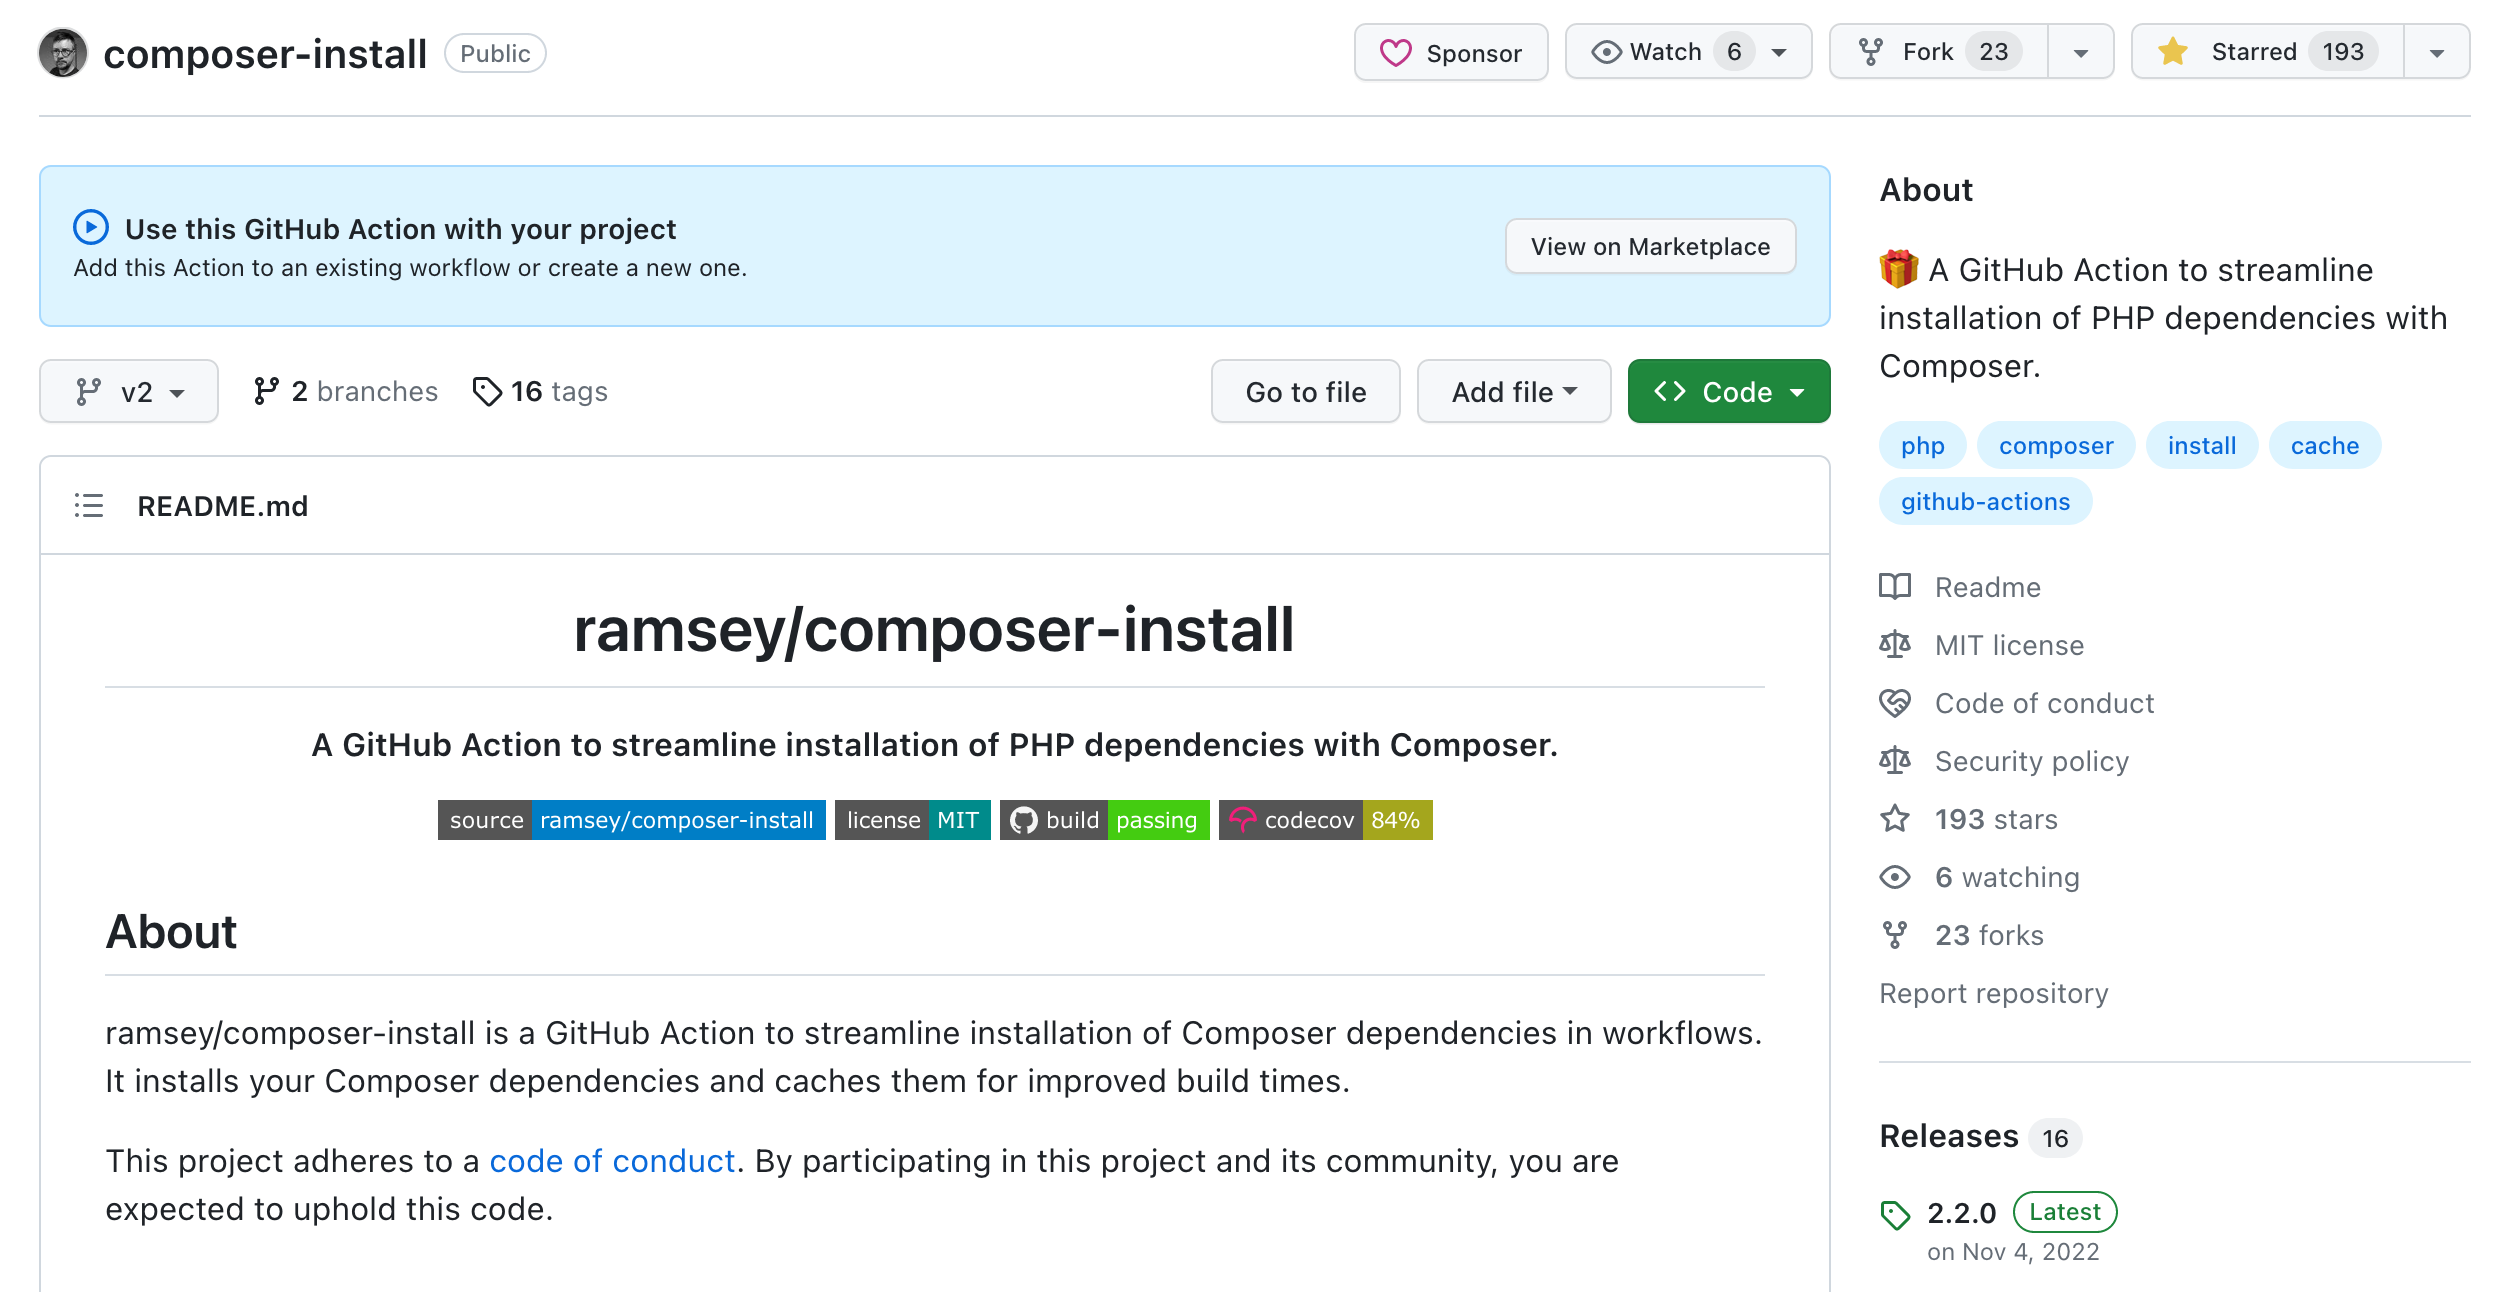 composer-install Public
Sponsor
Watch 6
Fork 23
Starred 193
Use this GitHub Action with your project
Add this Action to an existing workflow or create a new one.
View on Marketplace
v2
2 branches
16 tags
Go to file
Add file
Code
README.md
ramsey/composer-install
A GitHub Action to streamline installation of PHP dependencies with Composer.
source ramsey/composer-install
license MIT
build passing
codecov 84%
About
ramsey/composer-install is a GitHub Action to streamline installation of Composer dependencies in workflows.
It installs your Composer dependencies and caches them for improved build times.
This project adheres to a code of conduct. By participating in this project and its community, you are
expected to uphold this code.
About
A GitHub Action to streamline
installation of PHP dependencies with
Composer.
php composer install cache
github-actions
Readme
MIT license
Code of conduct
Security policy
193 stars
6 watching
23 forks
Report repository
Releases 16
2.2.0 Latest
on Nov 4, 2022